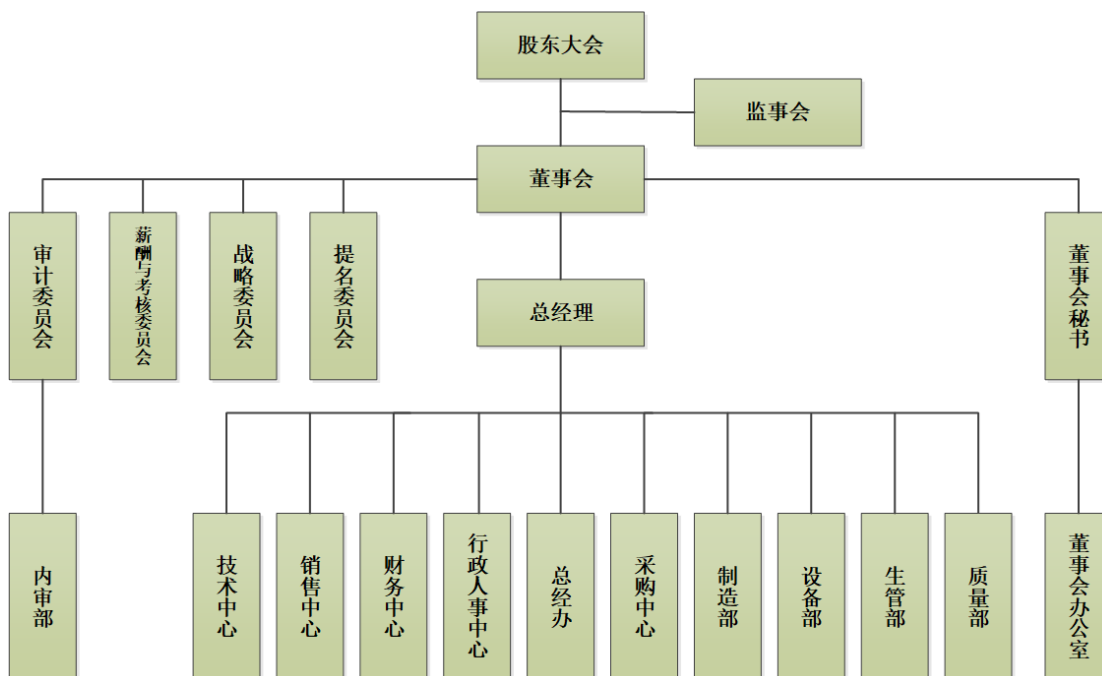 股东大会
监事会
董事会
审计委员会
薪酬与考核委员会
战略委员会
提名委员会
总经理
董事会秘书
内审部
技术中心
销售中心
财务中心
行政人事中心
总经办
采购中心
制造部
设备部
生管部
质量部
董事会办公室